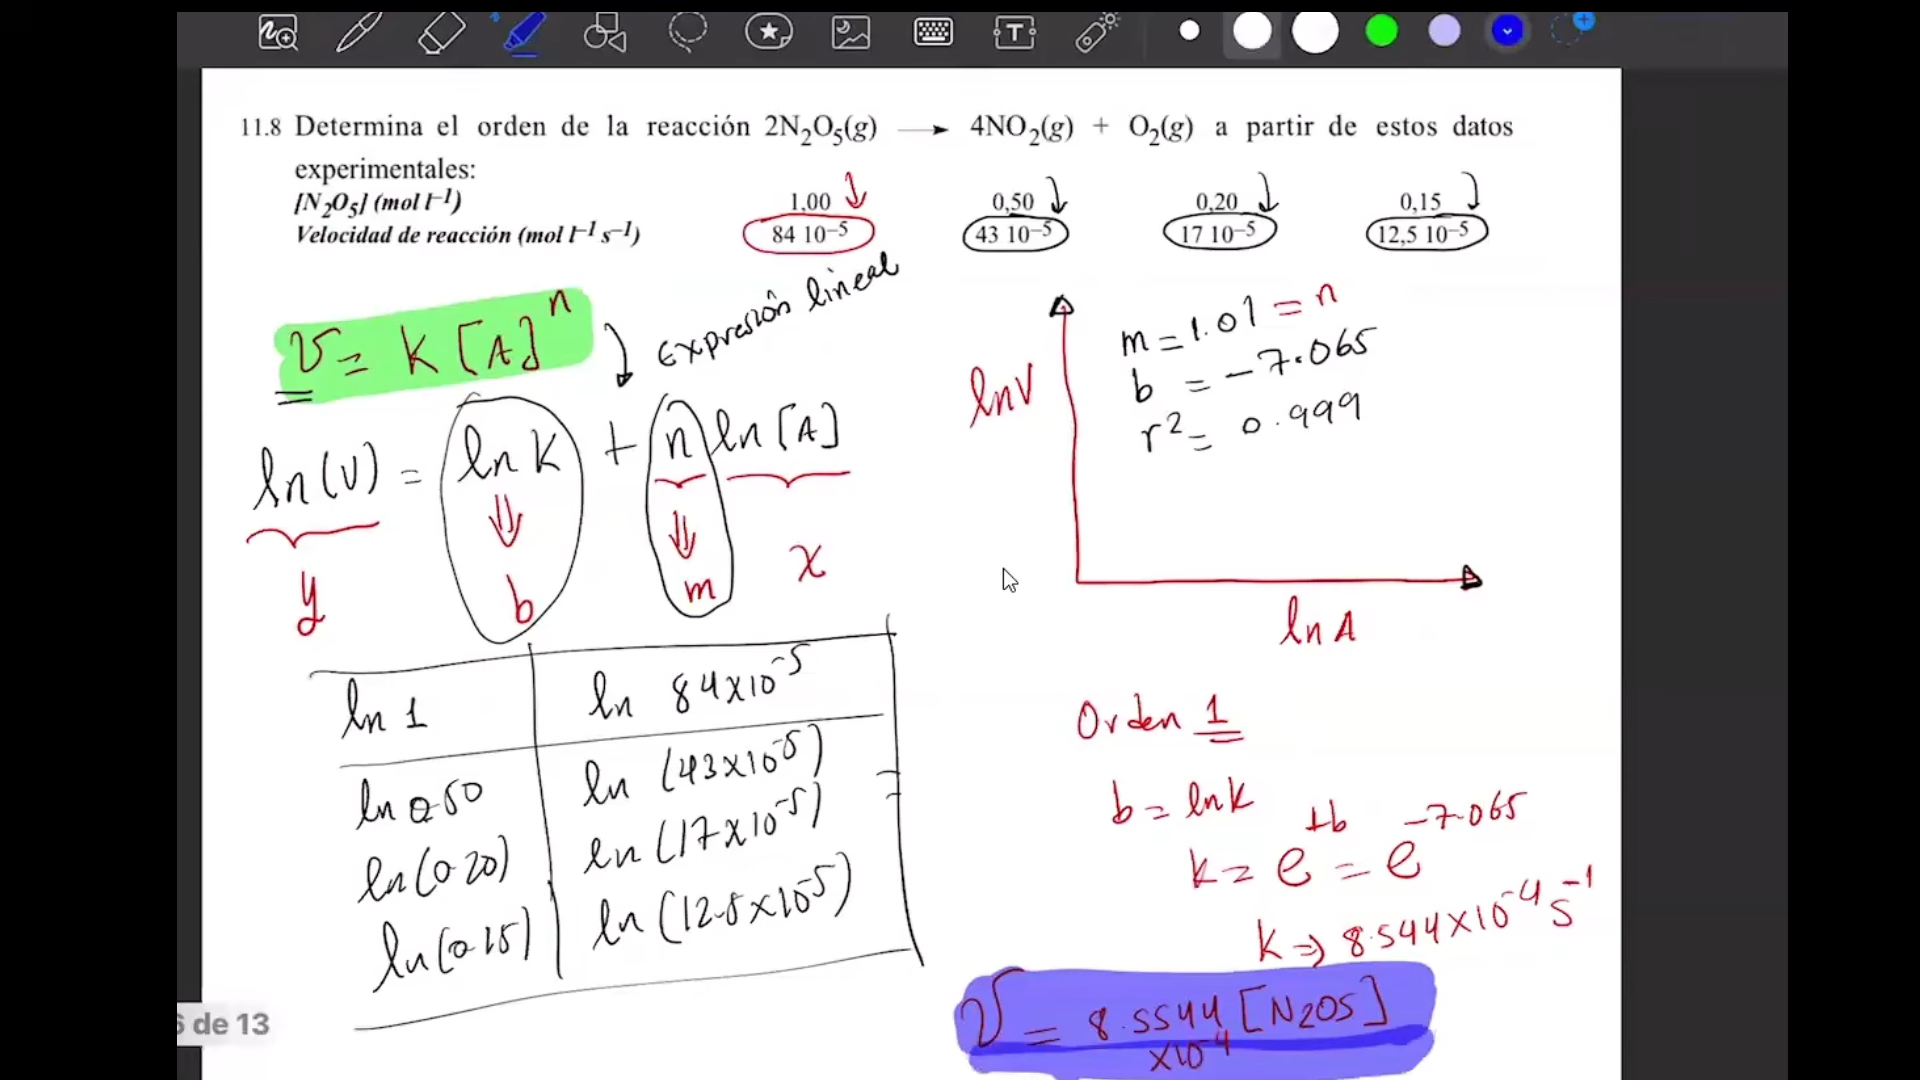 11.8 Determina el orden de la reacción 2N₂O₅(g) → 4NO₂(g) + O₂(g) a partir de estos datos
experimentales:
[N₂O₅] (mol l⁻¹) 1,00 0,50 0,20 0,15
Velocidad de reacción (mol l⁻¹ s⁻¹) 84 10⁻⁵ 43 10⁻⁵ 17 10⁻⁵ 12,5 10⁻⁵
v = k [A]ⁿ
Expresión lineal
ln(V) = ln K + n ln [A]
y b m x
ln 1 ln 84x10⁻⁵
ln 0.50 ln (43x10⁻⁵)
ln(0.20) ln (17x10⁻⁵)
ln(0.15) ln (12.5x10⁻⁵)
m = 1.01 = n
b = -7.065
r² = 0.999
lnV
ln A
Orden 1
b = lnk
k = e⁺ᵇ = e⁻⁷·⁰⁶⁵
k ⇒ 8.544x10⁻⁴ s⁻¹
V = 8.5544 [N2O5]
x10⁻⁴
6 de 13